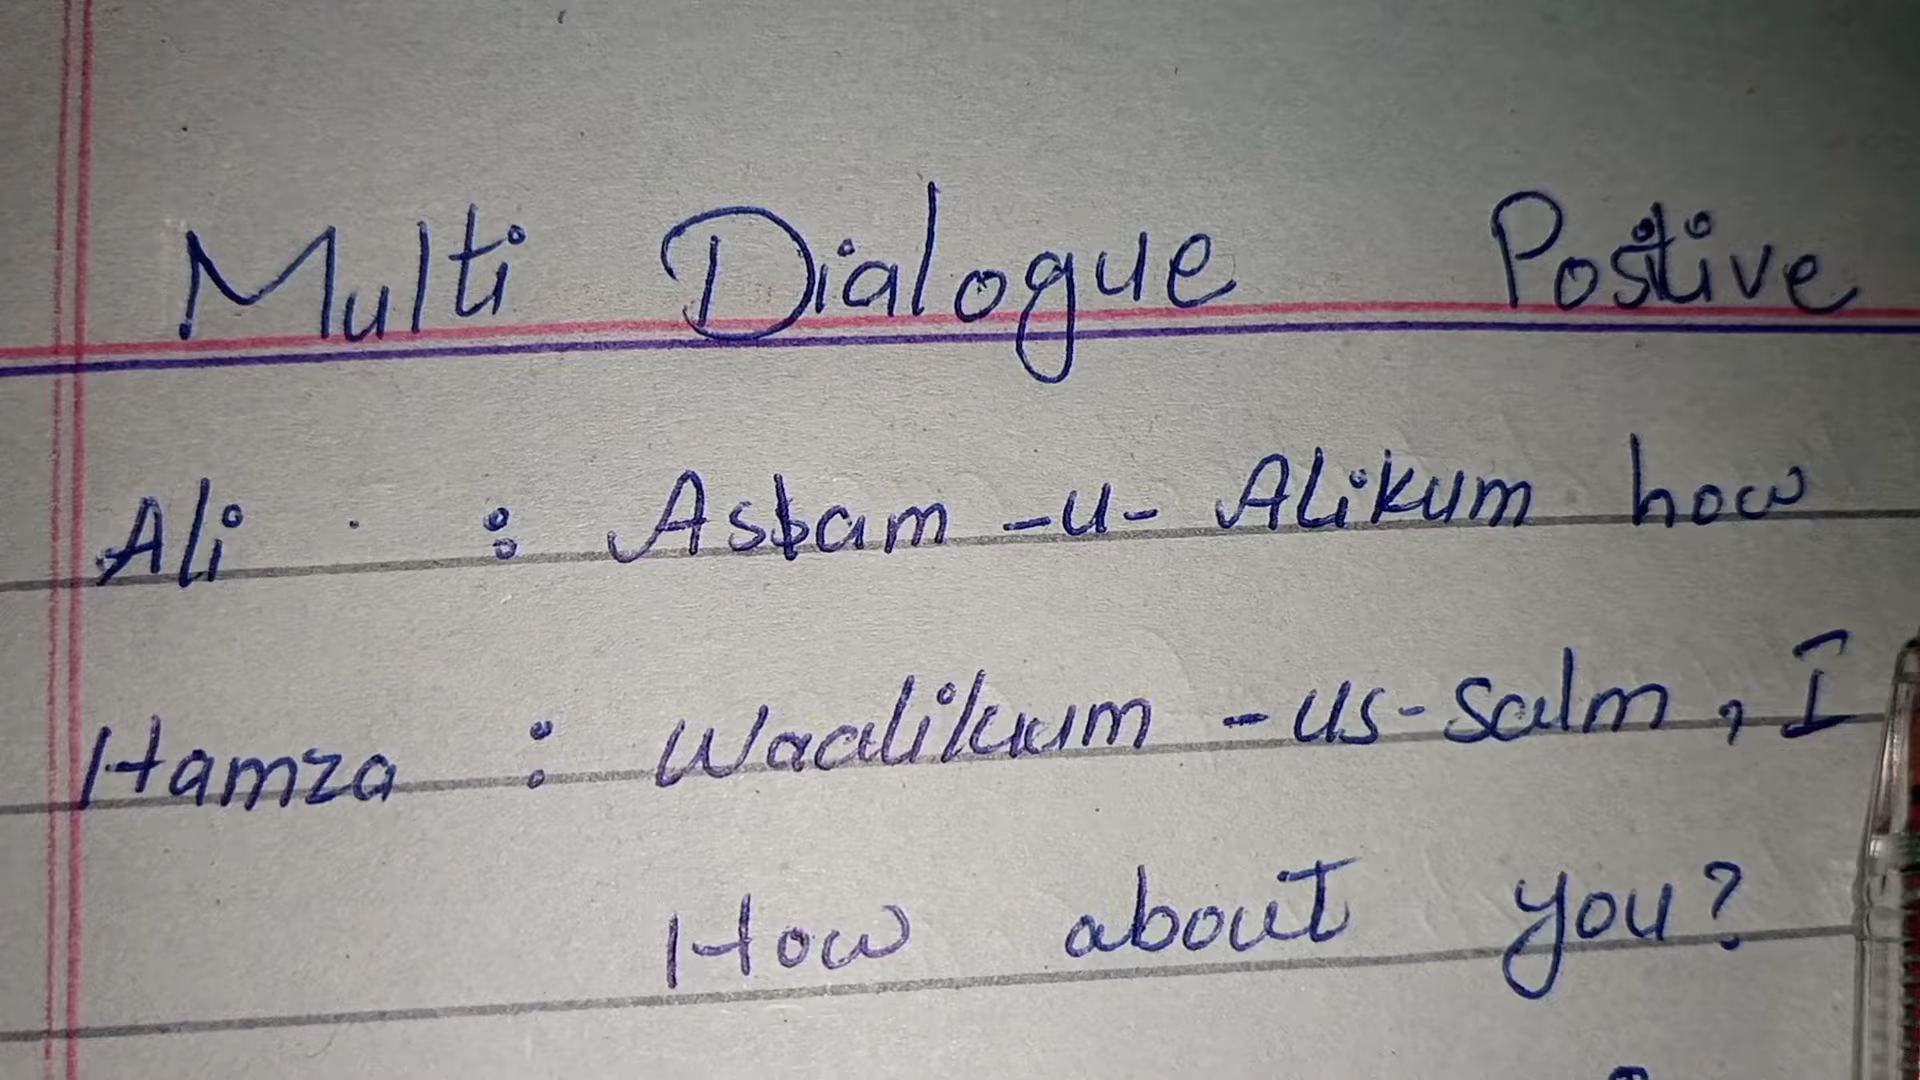 Multi Dialogue Postive
Ali : Aslam -u- Alikum how
Hamza : Waalikum -us-salm, I
How about you?